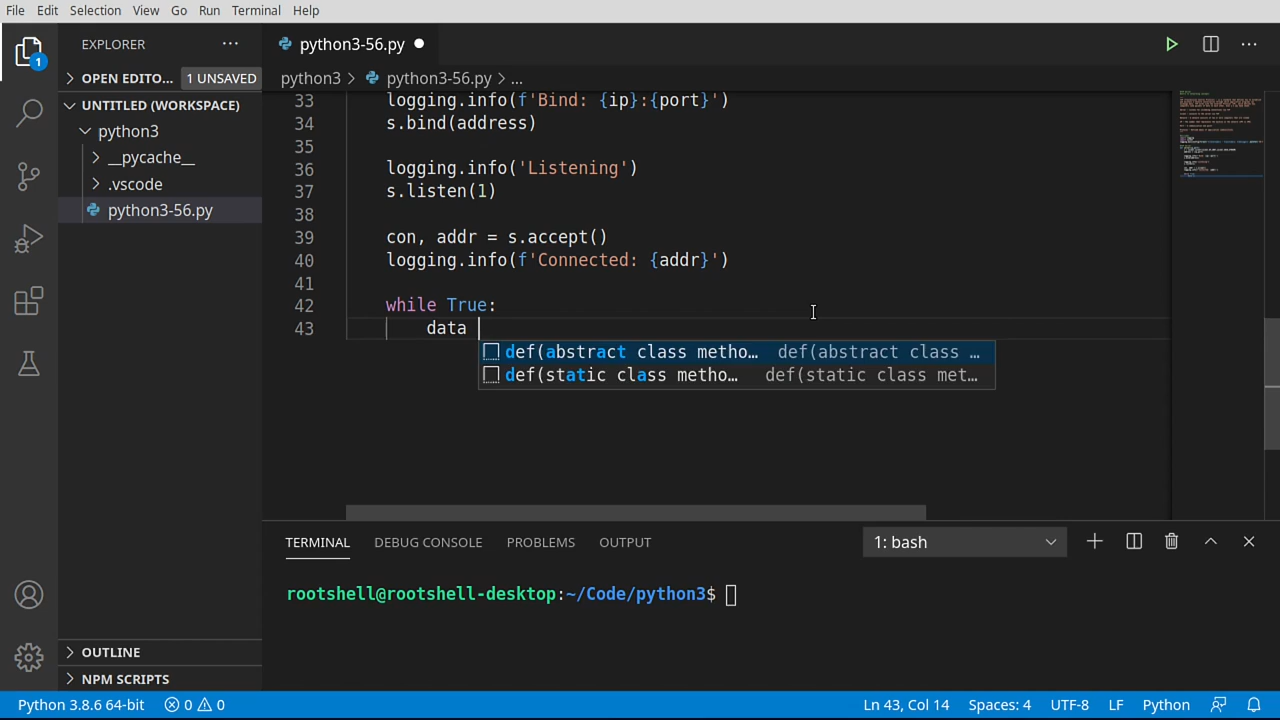 File Edit Selection View Go Run Terminal Help
EXPLORER
python3-56.py
1
OPEN EDITO... 1 UNSAVED
python3 > python3-56.py > ...
UNTITLED (WORKSPACE)
python3
__pycache__
.vscode
python3-56.py
33 logging.info(f'Bind: {ip}:{port}')
34 s.bind(address)
35
36 logging.info('Listening')
37 s.listen(1)
38
39 con, addr = s.accept()
40 logging.info(f'Connected: {addr}')
41
42 while True:
43 data
def(abstract class metho... def(abstract class ...
def(static class metho... def(static class met...
TERMINAL DEBUG CONSOLE PROBLEMS OUTPUT 1: bash
rootshell@rootshell-desktop:~/Code/python3$
OUTLINE
NPM SCRIPTS
Python 3.8.6 64-bit 0 0 Ln 43, Col 14 Spaces: 4 UTF-8 LF Python